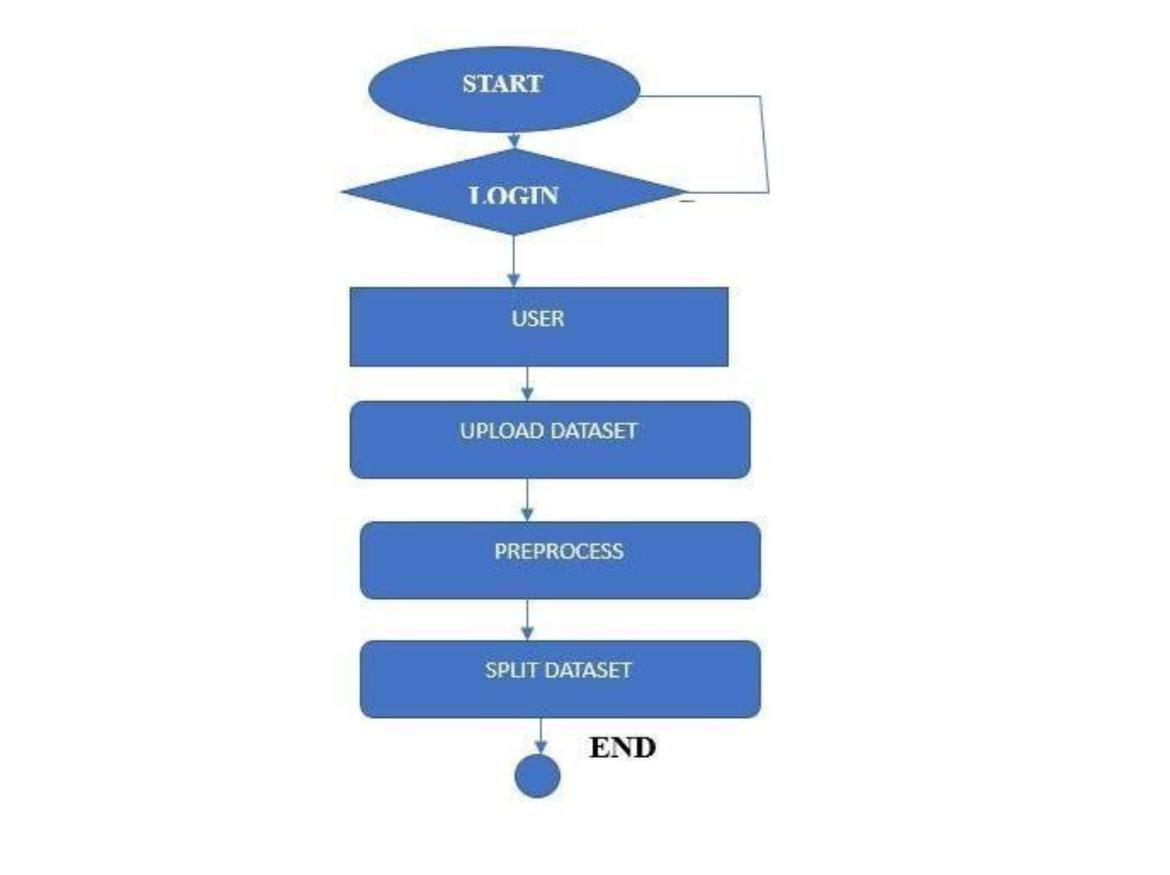 START
LOGIN
USER
UPLOAD DATASET
PREPROCESS
SPLIT DATASET
END